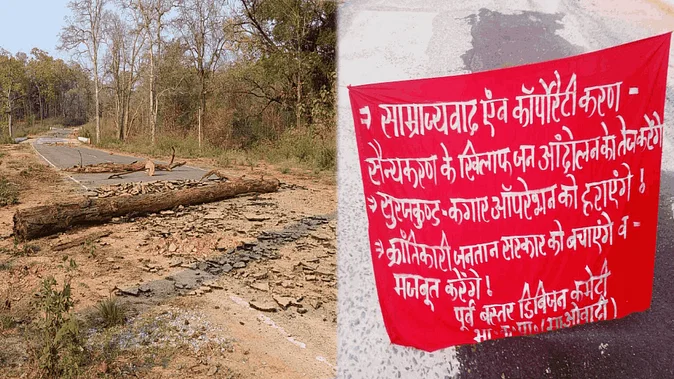 → साम्राज्यवाद एंव कॉर्पोरेटी करण -
सैन्यकरण के खिलाफ जन आंदोलन को तेज करेंगे
→ सुरजकुण्ड-कगार ऑपरेशन को हराएंगे!
→ क्राँतिकारी जनतान सरकार को बचाएंगे व -
मजबूत करेंगे!
पूर्व बस्तर डिविजन कमेटी
(माओवादी)